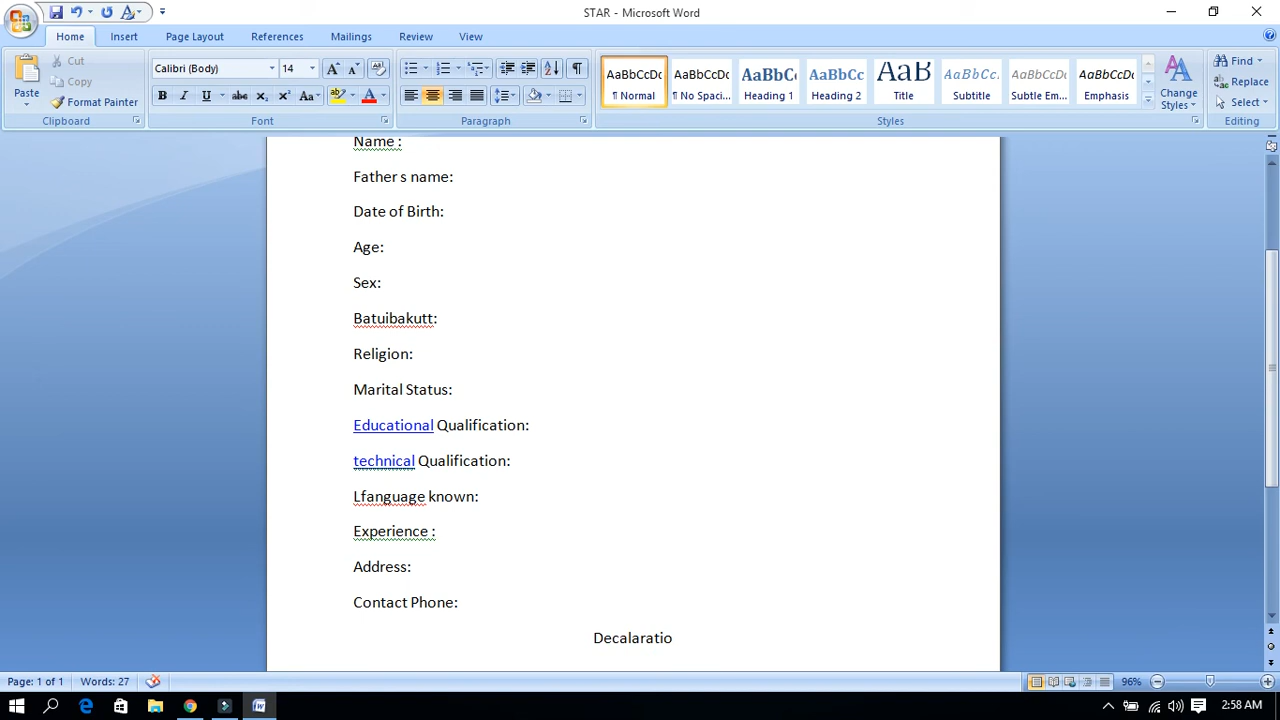 STAR - Microsoft Word
Home Insert Page Layout References Mailings Review View
Paste
Cut
Copy
Format Painter
Clipboard
Calibri (Body) 14
Font
Paragraph
AaBbCcDc AaBbCcDc AaBbCc AaBbCc AaB AaBbCc. AaBbCcDc AaBbCcDc
¶ Normal ¶ No Spaci... Heading 1 Heading 2 Title Subtitle Subtle Em... Emphasis
Change Styles
Styles
Find
Replace
Select
Editing
Name :
Father s name:
Date of Birth:
Age:
Sex:
Batuibakutt:
Religion:
Marital Status:
Educational Qualification:
technical Qualification:
Lfanguage known:
Experience :
Address:
Contact Phone:
Decalaratio
Page: 1 of 1 Words: 27 96%
2:58 AM